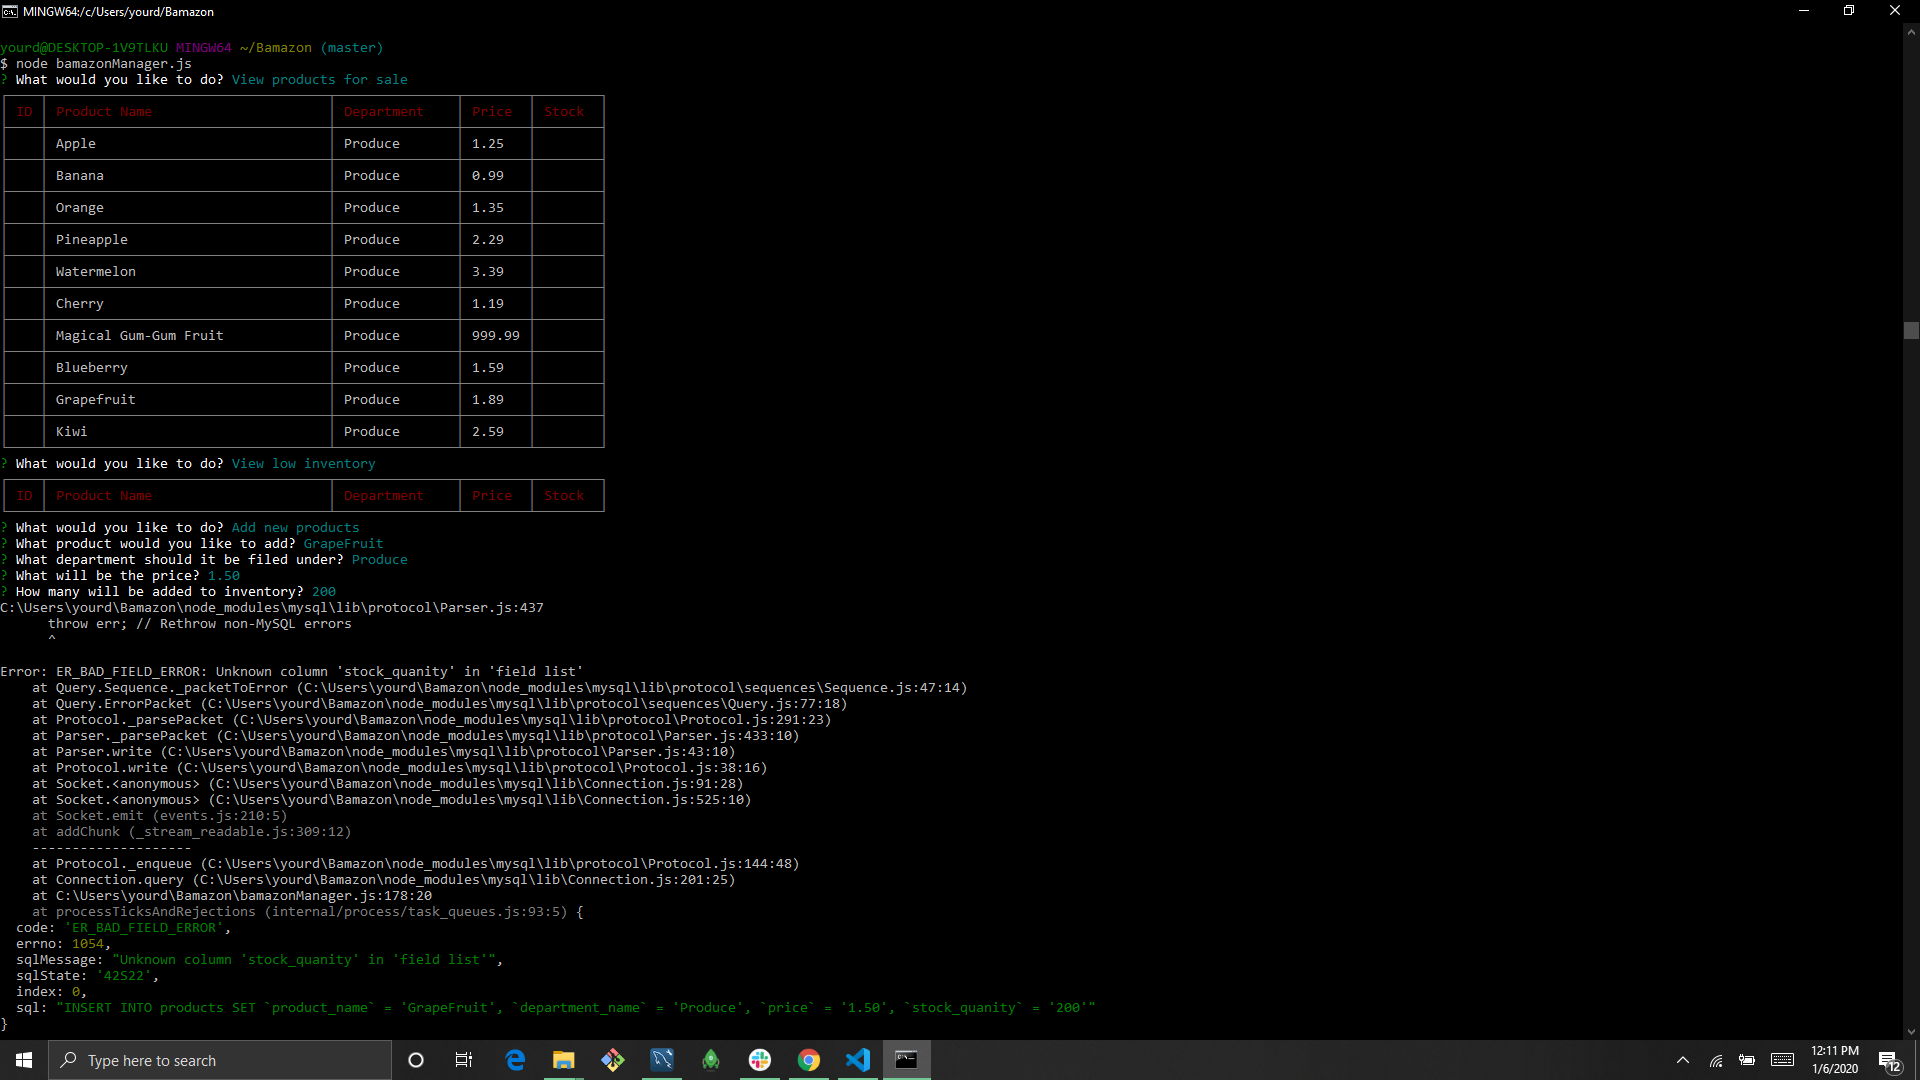 MINGW64:/c/Users/yourd/Bamazon
yourd@DESKTOP-1V9TLKU MINGW64 ~/Bamazon (master)
$ node bamazonManager.js
? What would you like to do? View products for sale
ID Product Name Department Price Stock
Apple Produce 1.25
Banana Produce 0.99
Orange Produce 1.35
Pineapple Produce 2.29
Watermelon Produce 3.39
Cherry Produce 1.19
Magical Gum-Gum Fruit Produce 999.99
Blueberry Produce 1.59
Grapefruit Produce 1.89
Kiwi Produce 2.59
? What would you like to do? View low inventory
ID Product Name Department Price Stock
? What would you like to do? Add new products
? What product would you like to add? GrapeFruit
? What department should it be filed under? Produce
? What will be the price? 1.50
? How many will be added to inventory? 200
C:\Users\yourd\Bamazon\node_modules\mysql\lib\protocol\Parser.js:437
throw err; // Rethrow non-MySQL errors
^
Error: ER_BAD_FIELD_ERROR: Unknown column 'stock_quanity' in 'field list'
at Query.Sequence._packetToError (C:\Users\yourd\Bamazon\node_modules\mysql\lib\protocol\sequences\Sequence.js:47:14)
at Query.ErrorPacket (C:\Users\yourd\Bamazon\node_modules\mysql\lib\protocol\sequences\Query.js:77:18)
at Protocol._parsePacket (C:\Users\yourd\Bamazon\node_modules\mysql\lib\protocol\Protocol.js:291:23)
at Parser._parsePacket (C:\Users\yourd\Bamazon\node_modules\mysql\lib\protocol\Parser.js:433:10)
at Parser.write (C:\Users\yourd\Bamazon\node_modules\mysql\lib\protocol\Parser.js:43:10)
at Protocol.write (C:\Users\yourd\Bamazon\node_modules\mysql\lib\protocol\Protocol.js:38:16)
at Socket.<anonymous> (C:\Users\yourd\Bamazon\node_modules\mysql\lib\Connection.js:91:28)
at Socket.<anonymous> (C:\Users\yourd\Bamazon\node_modules\mysql\lib\Connection.js:525:10)
at Socket.emit (events.js:210:5)
at addChunk (_stream_readable.js:309:12)
--------------------
at Protocol._enqueue (C:\Users\yourd\Bamazon\node_modules\mysql\lib\protocol\Protocol.js:144:48)
at Connection.query (C:\Users\yourd\Bamazon\node_modules\mysql\lib\Connection.js:201:25)
at C:\Users\yourd\Bamazon\bamazonManager.js:178:20
at processTicksAndRejections (internal/process/task_queues.js:93:5) {
code: 'ER_BAD_FIELD_ERROR',
errno: 1054,
sqlMessage: "Unknown column 'stock_quanity' in 'field list'",
sqlState: '42S22',
index: 0,
sql: "INSERT INTO products SET `product_name` = 'GrapeFruit', `department_name` = 'Produce', `price` = '1.50', `stock_quanity` = '200'"
}
Type here to search
12:11 PM
1/6/2020
12